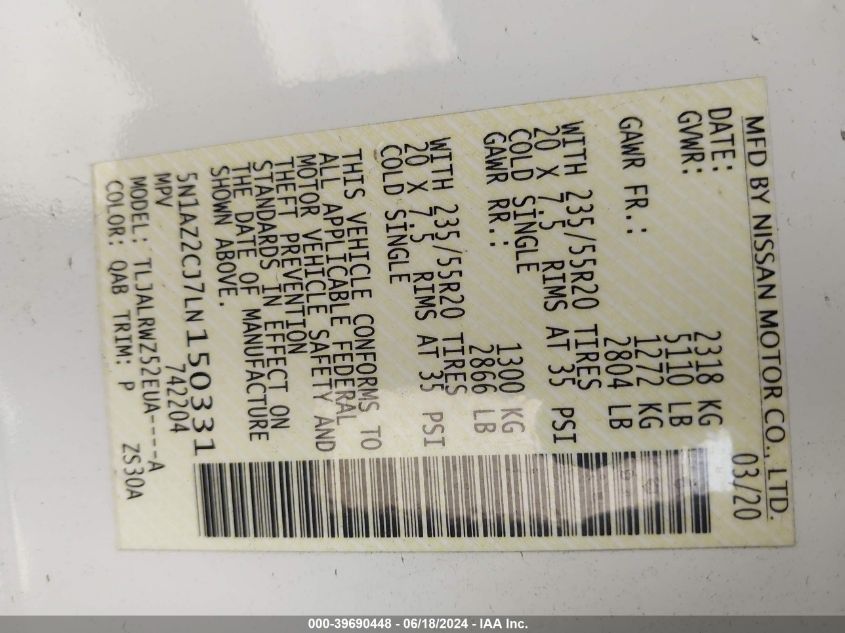 MFD BY NISSAN MOTOR CO., LTD.
DATE: 03/20
GVWR: 2318 KG
5110 LB
GAWR FR.: 1272 KG
2804 LB
WITH 235/55R20 TIRES
20 X 7.5 RIMS AT 35 PSI
COLD SINGLE
GAWR RR.: 1300 KG
2866 LB
WITH 235/55R20 TIRES
20 X 7.5 RIMS AT 35 PSI
COLD SINGLE
THIS VEHICLE CONFORMS TO
ALL APPLICABLE FEDERAL
MOTOR VEHICLE SAFETY AND
THEFT PREVENTION
STANDARDS IN EFFECT ON
THE DATE OF MANUFACTURE
SHOWN ABOVE.
5N1AZ2CJ7LN150331
MPV 742204
MODEL: TLJALRWZ52EUA----A
COLOR: QAB TRIM: P ZS30A
000-39690448 - 06/18/2024 - IAA Inc.